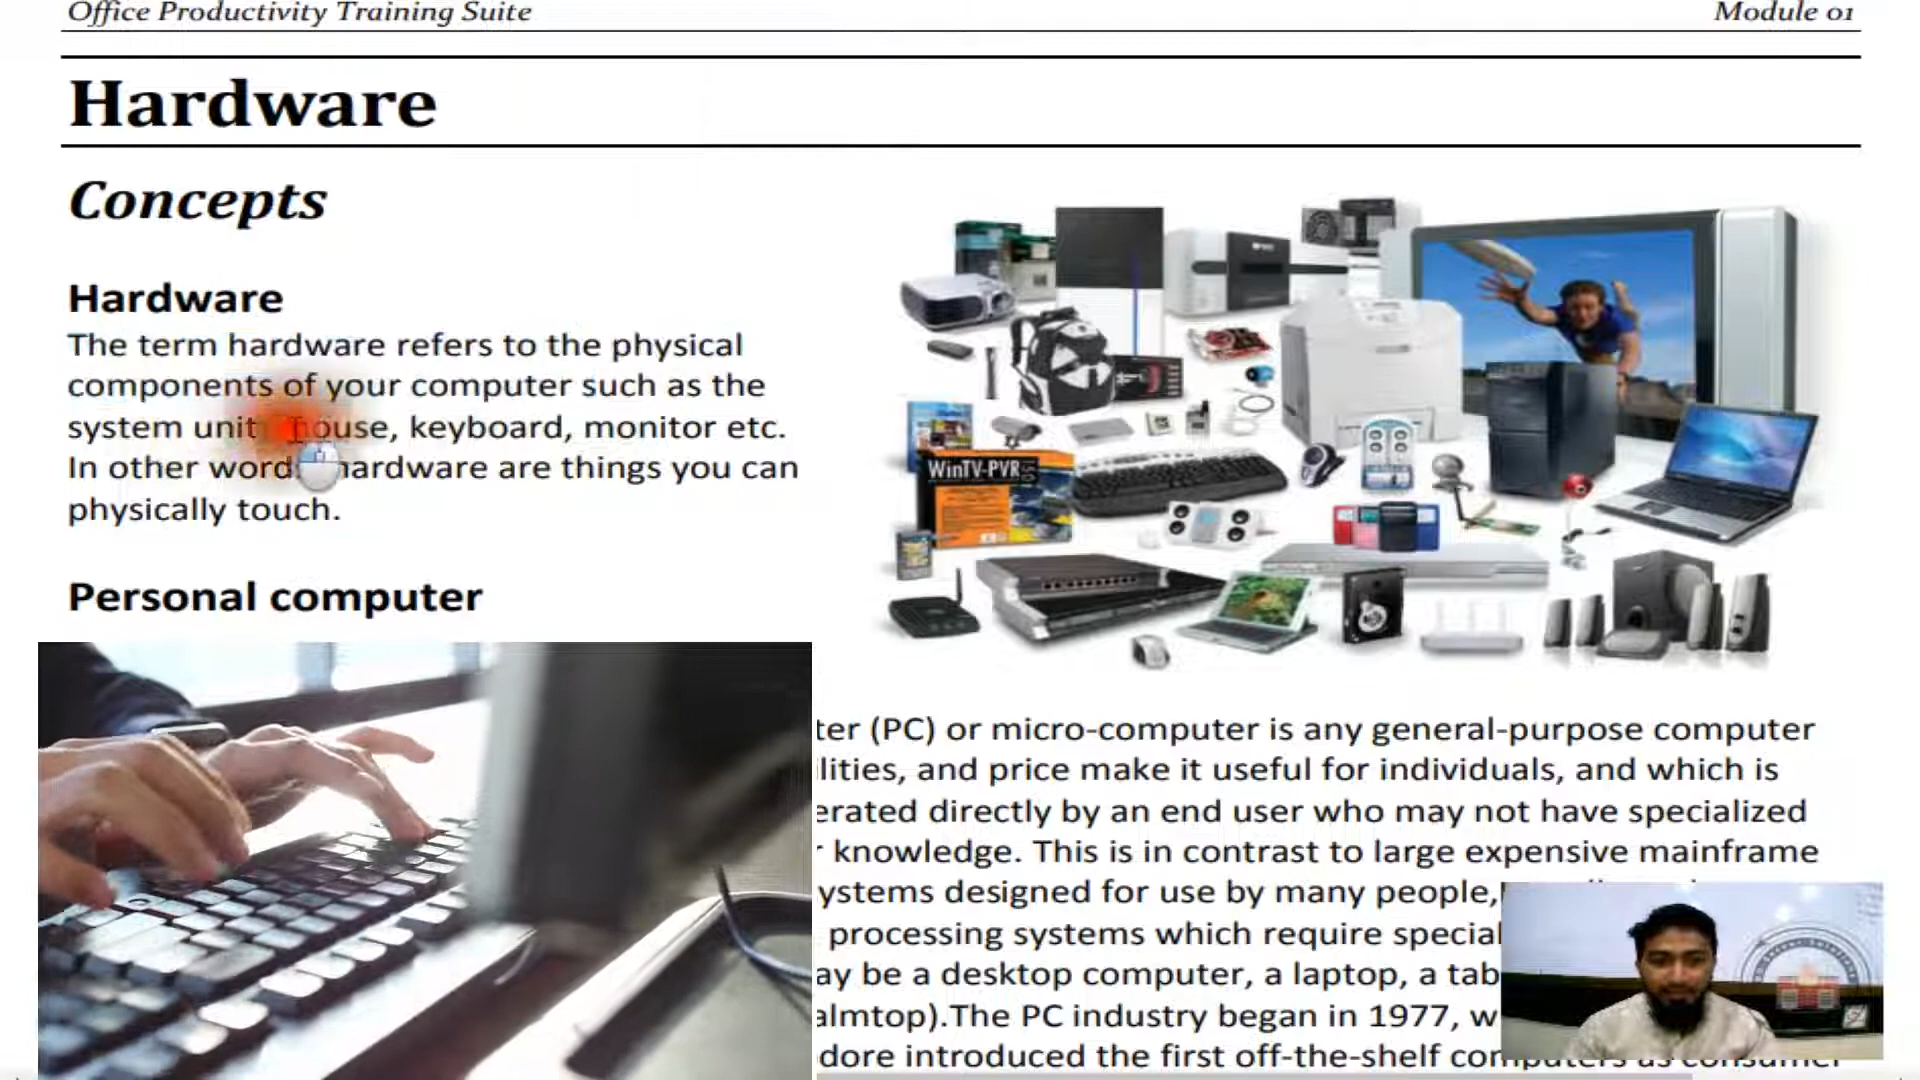 Office Productivity Training Suite
Module 01
Hardware
Concepts
Hardware
The term hardware refers to the physical
components of your computer such as the
system unit mouse, keyboard, monitor etc.
In other words hardware are things you can
physically touch.
WinTV-PVR
Personal computer
ter (PC) or micro-computer is any general-purpose computer
lities, and price make it useful for individuals, and which is
erated directly by an end user who may not have specialized
r knowledge. This is in contrast to large expensive mainframe
ystems designed for use by many people,
processing systems which require special
ay be a desktop computer, a laptop, a tab
almtop).The PC industry began in 1977, w
dore introduced the first off-the-shelf computers as consumer